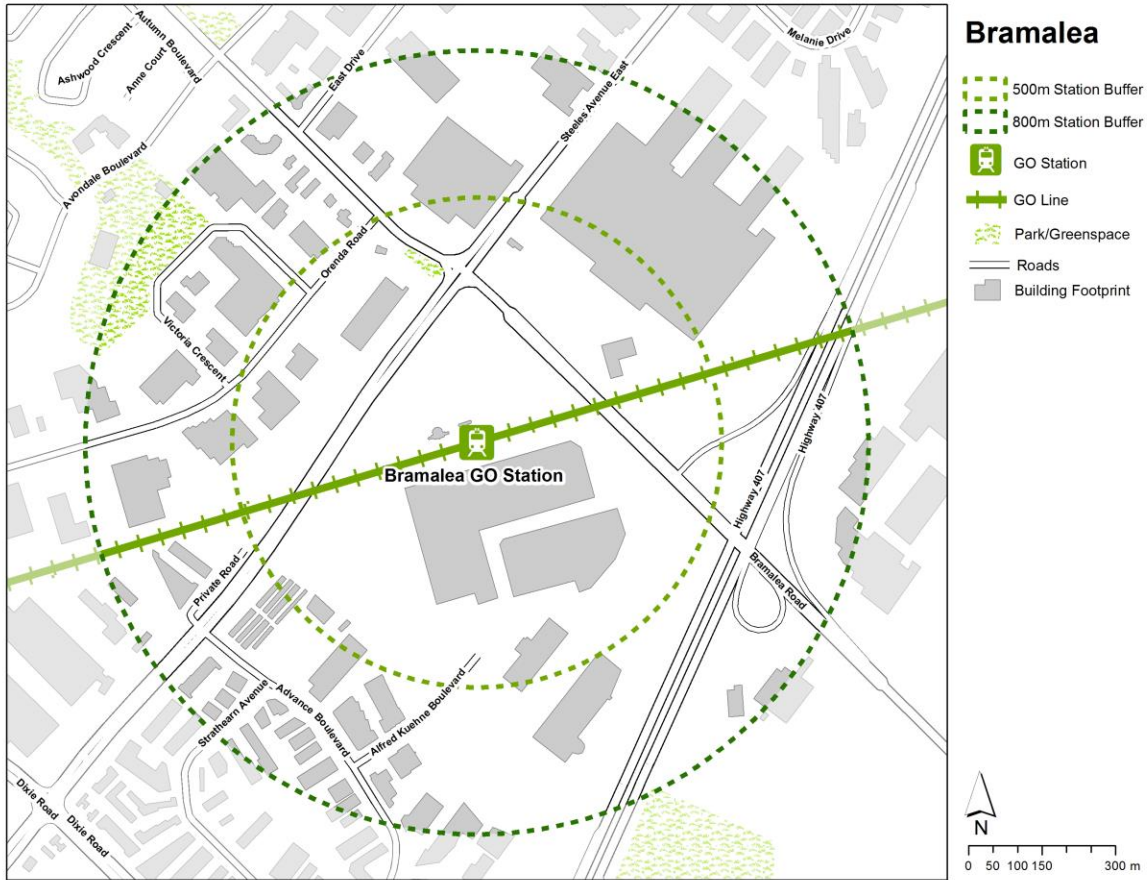 Bramalea
500m Station Buffer
800m Station Buffer
GO Station
GO Line
Park/Greenspace
Roads
Building Footprint
Ashwood Crescent
Autumn Boulevard
Anne Court
East Drive
Melanie Drive
Steeles Avenue East
Avondale Boulevard
Orenda Road
Victoria Crescent
Highway 407
Highway 407
Bramalea GO Station
Private Road
Bramalea Road
Strathearn Avenue
Advance Boulevard
Alfred Kuehne Boulevard
Dixie Road
Dixie Road
N
0 50 100 150 300 m